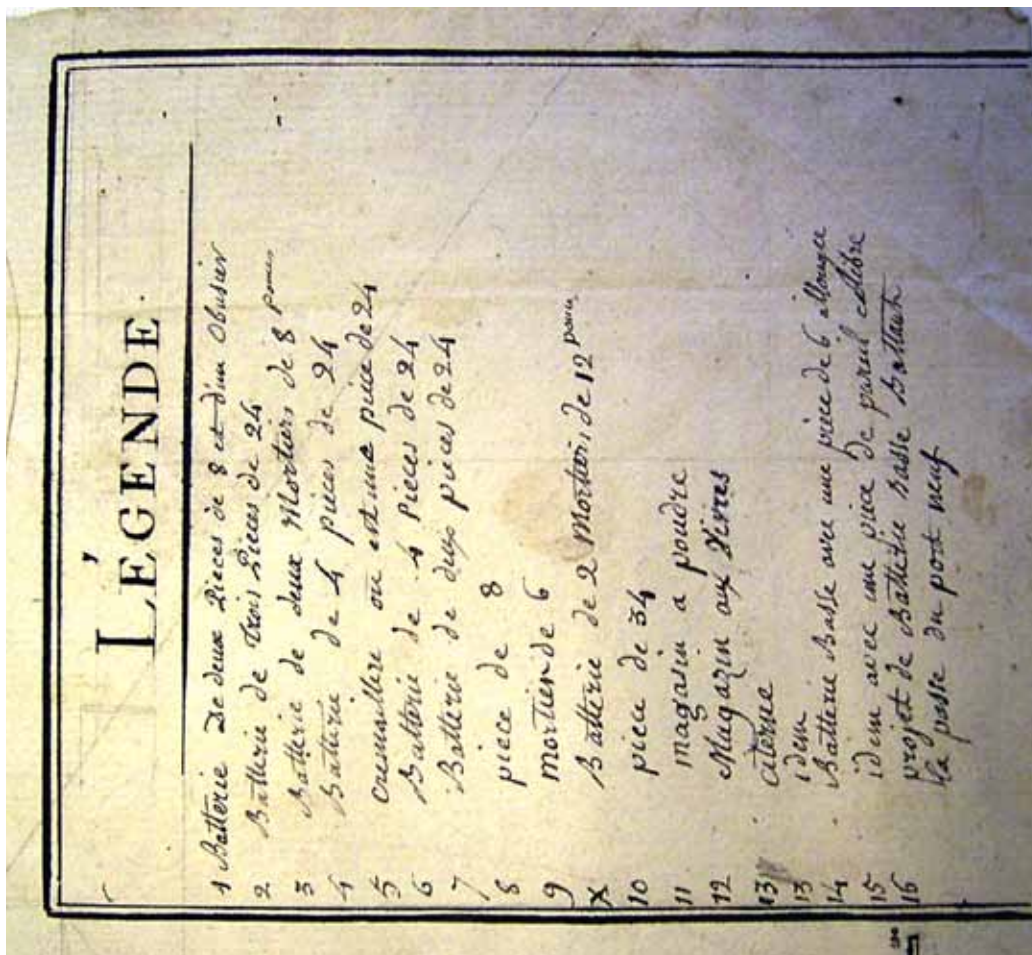 LÉGENDE
1 Batterie De deux Pieces de 8 et d'un Obusier
2 Batterie de trois Pieces de 24
3 Batterie de deux Mortiers de 8 pouces
4 Batterie de 4 pieces de 24
5 cremaillere ou est une piece de 24
6 Batterie de 4 Pieces de 24
7 Batterie de deux pieces de 24
8 piece de 8
9 mortier de 6
X Batterie de 2 Mortiers de 12 pouces
10 piece de 34
11 magasin a poudre
12 Magazin aux Vivres
13 citerne
13 idem
14 Batterie Basse avec une piece de 6 allongee
15 idem avec une piece de pareil calibre
16 projet de Batterie basse battant
la passe du port neuf